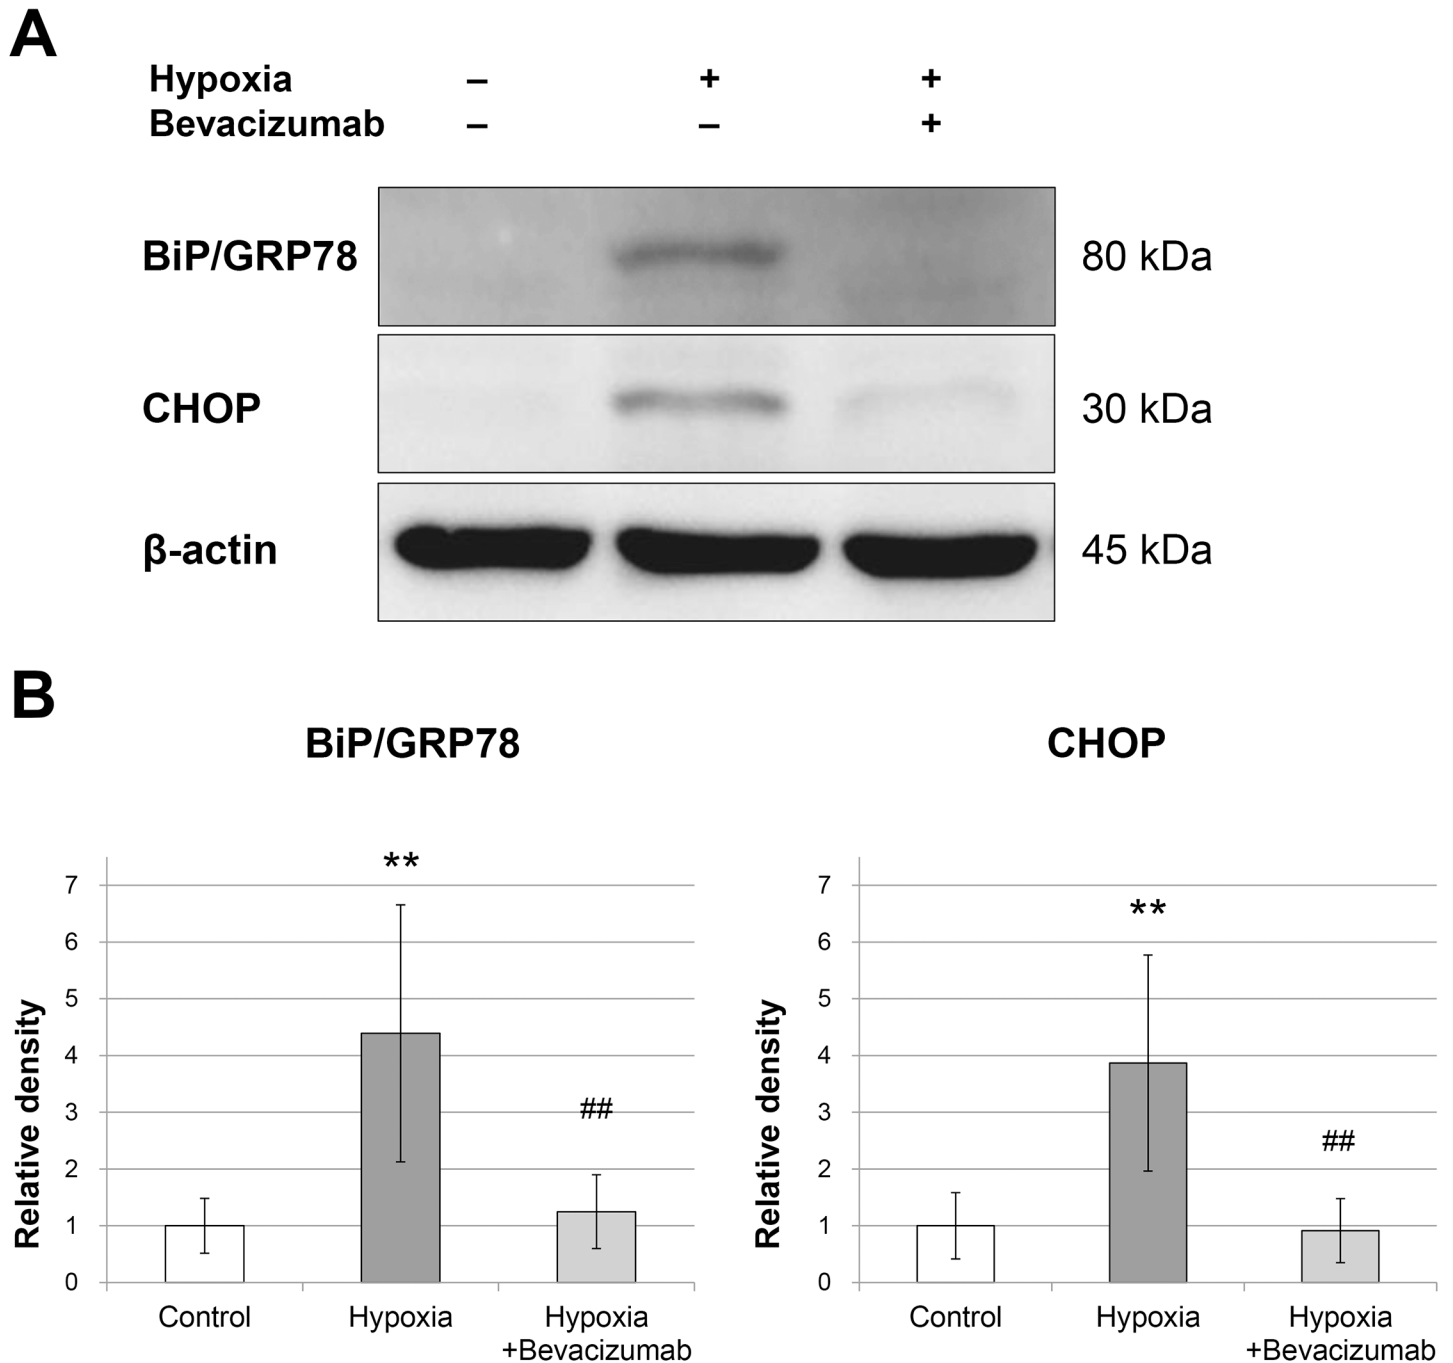 A
Hypoxia – + +
Bevacizumab – – +
BiP/GRP78 80 kDa
CHOP 30 kDa
β-actin 45 kDa
B
BiP/GRP78 CHOP
Relative density
7
6
5
4
3
2
1
0
**
##
Control Hypoxia Hypoxia
+Bevacizumab
Relative density
7
6
5
4
3
2
1
0
**
##
Control Hypoxia Hypoxia
+Bevacizumab